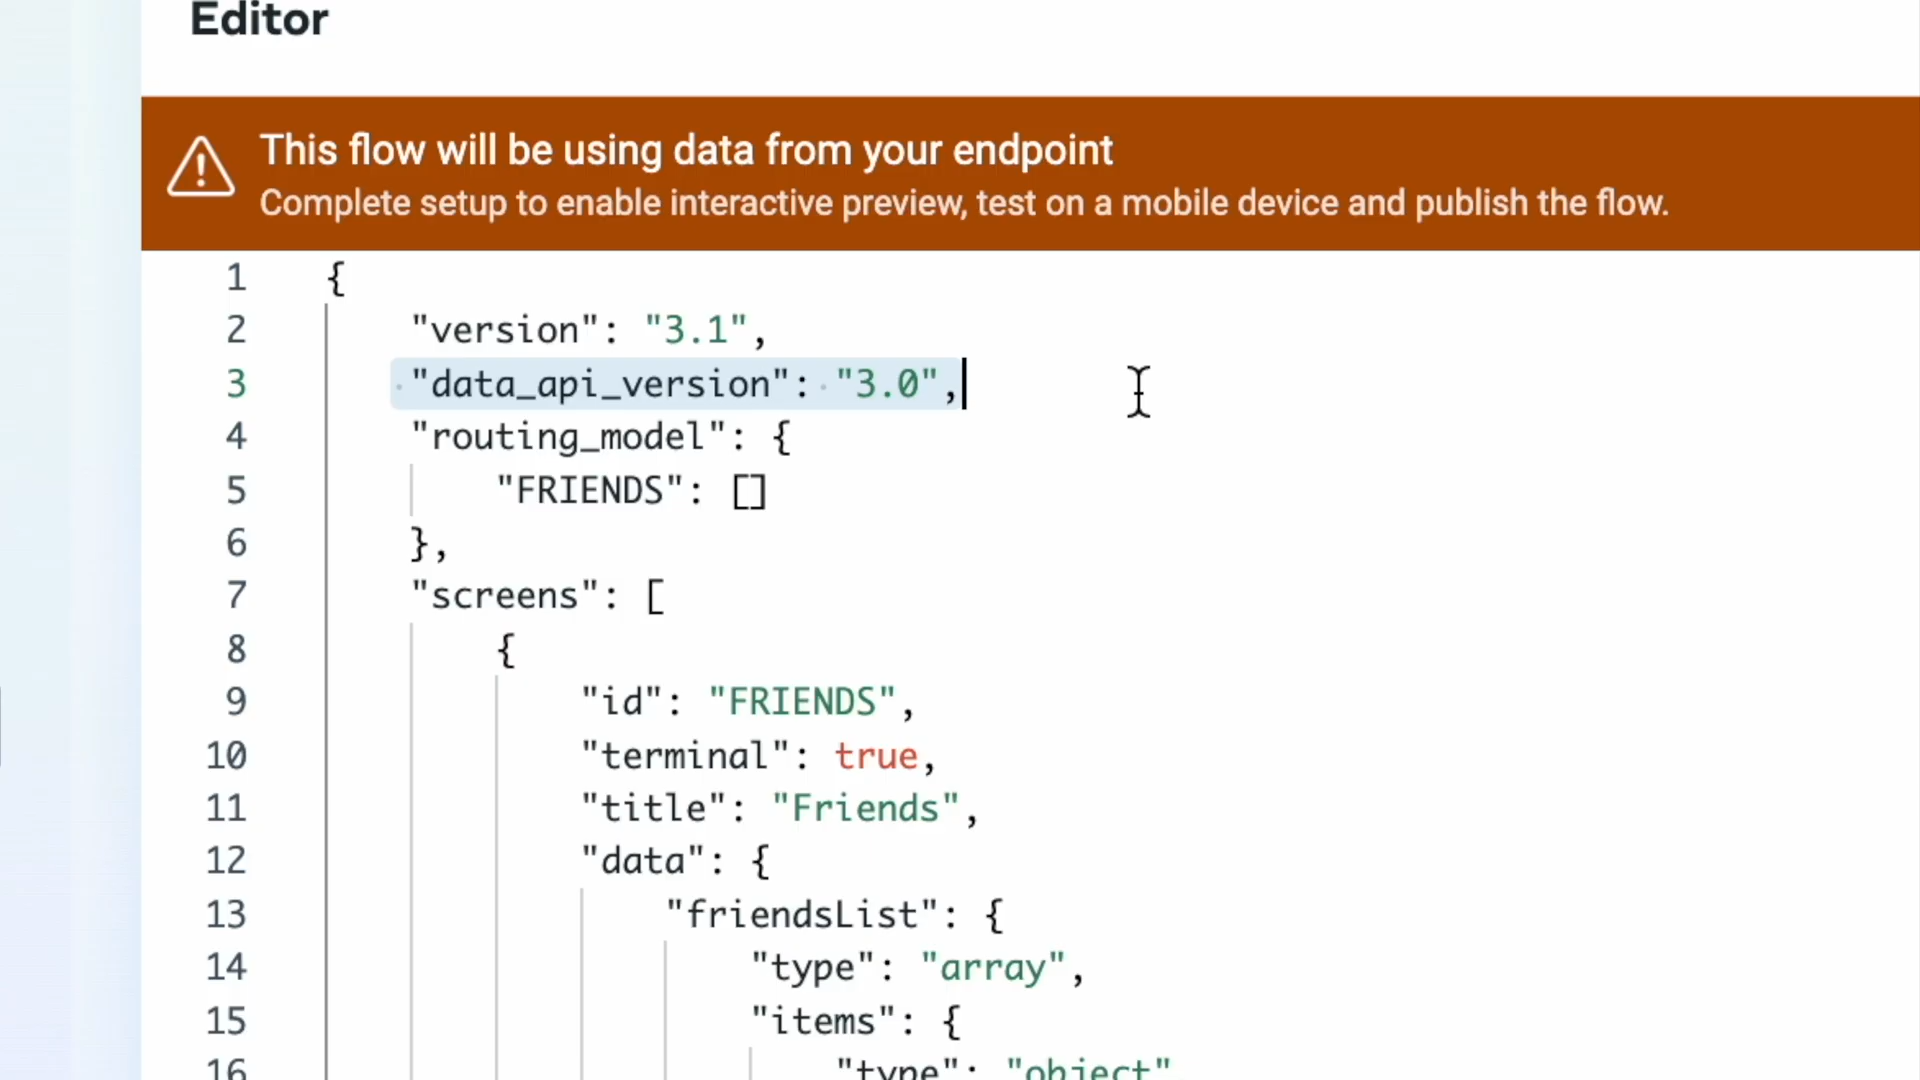 Editor
This flow will be using data from your endpoint
Complete setup to enable interactive preview, test on a mobile device and publish the flow.
1 {
2 "version": "3.1",
3 "data_api_version": "3.0",
4 "routing_model": {
5 "FRIENDS": []
6 },
7 "screens": [
8 {
9 "id": "FRIENDS",
10 "terminal": true,
11 "title": "Friends",
12 "data": {
13 "friendsList": {
14 "type": "array",
15 "items": {
16 "type": "object"